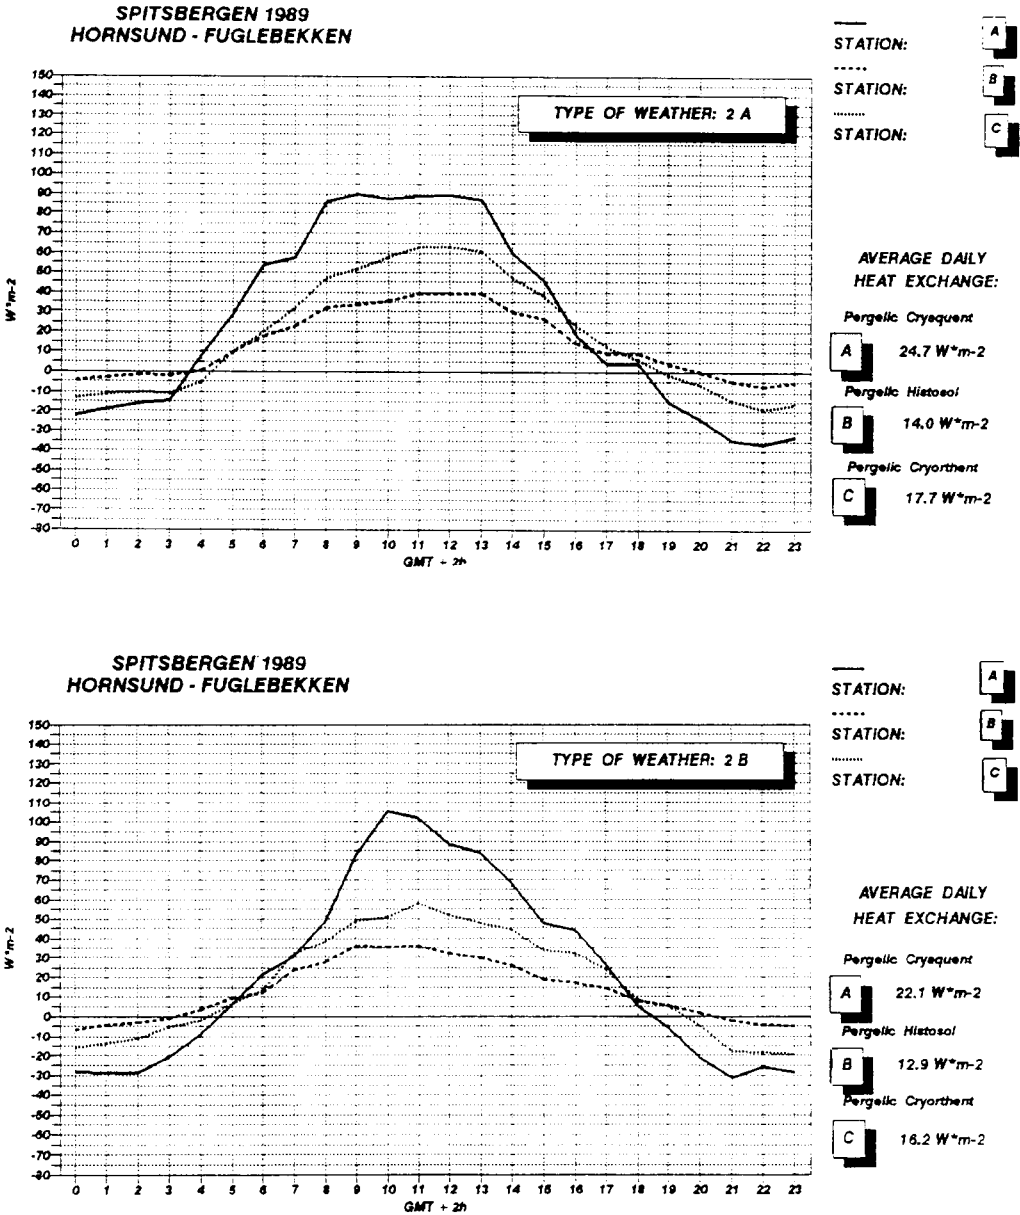 SPITSBERGEN 1989
HORNSUND - FUGLEBEKKEN
STATION: A
STATION: B
STATION: C
TYPE OF WEATHER: 2 A
150
140
130
120
110
100
90
80
70
60
50
40
30
20
10
0
-10
-20
-30
-40
-50
-60
-70
-80
W*m-2
0 1 2 3 4 5 6 7 8 9 10 11 12 13 14 15 16 17 18 19 20 21 22 23
GMT + 2h
AVERAGE DAILY
HEAT EXCHANGE:
Pergelic Cryaquent
A 24.7 W*m-2
Pergelic Histosol
B 14.0 W*m-2
Pergelic Cryorthent
C 17.7 W*m-2
SPITSBERGEN 1989
HORNSUND - FUGLEBEKKEN
STATION: A
STATION: B
STATION: C
TYPE OF WEATHER: 2 B
150
140
130
120
110
100
90
80
70
60
50
40
30
20
10
0
-10
-20
-30
-40
-50
-60
-70
-80
W*m-2
0 1 2 3 4 5 6 7 8 9 10 11 12 13 14 15 16 17 18 19 20 21 22 23
GMT + 2h
AVERAGE DAILY
HEAT EXCHANGE:
Pergelic Cryaquent
A 22.1 W*m-2
Pergelic Histosol
B 12.9 W*m-2
Pergelic Cryorthent
C 16.2 W*m-2